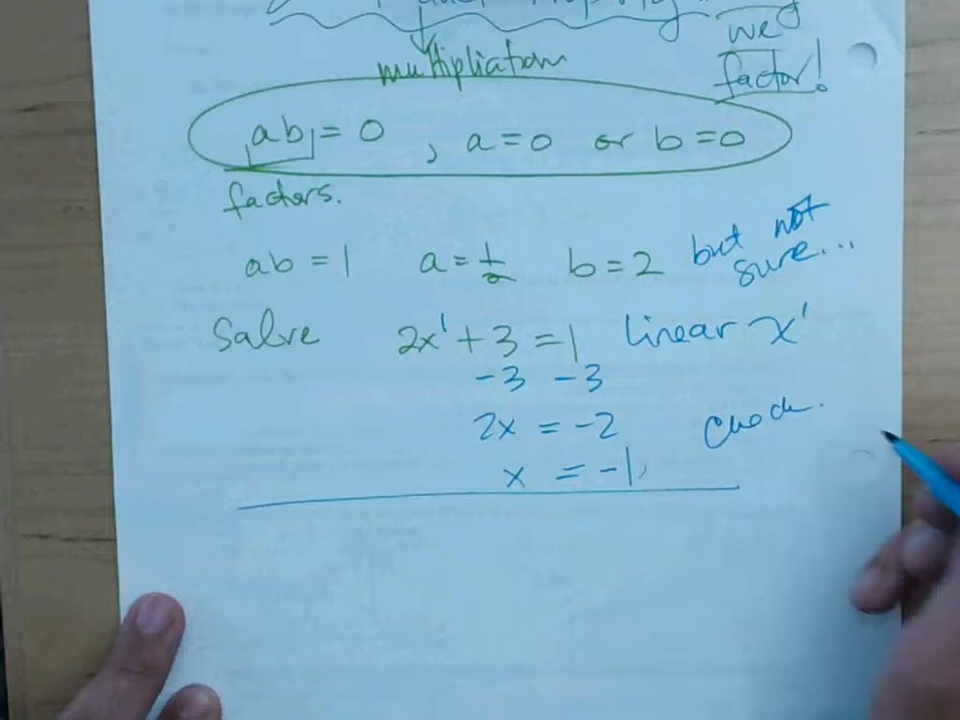 we
multipliation
factor!
ab = 0 , a = 0 or b = 0
factors.
ab = 1 a = 1/2 b = 2 but not sure...
Solve 2x¹ + 3 = 1 linear x¹
-3 -3
2x = -2 check.
x = -1,